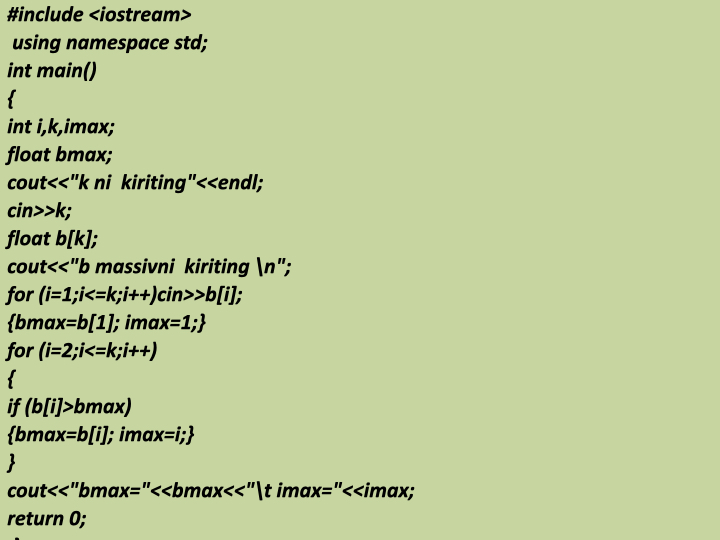 #include <iostream>
using namespace std;
int main()
{
int i,k,imax;
float bmax;
cout<<"k ni  kiriting"<<endl;
cin>>k;
float b[k];
cout<<"b massivni  kiriting \n";
for (i=1;i<=k;i++)cin>>b[i];
{bmax=b[1]; imax=1;}
for (i=2;i<=k;i++)
{
if (b[i]>bmax)
{bmax=b[i]; imax=i;}
}
cout<<"bmax="<<bmax<<"\t imax="<<imax;
return 0;